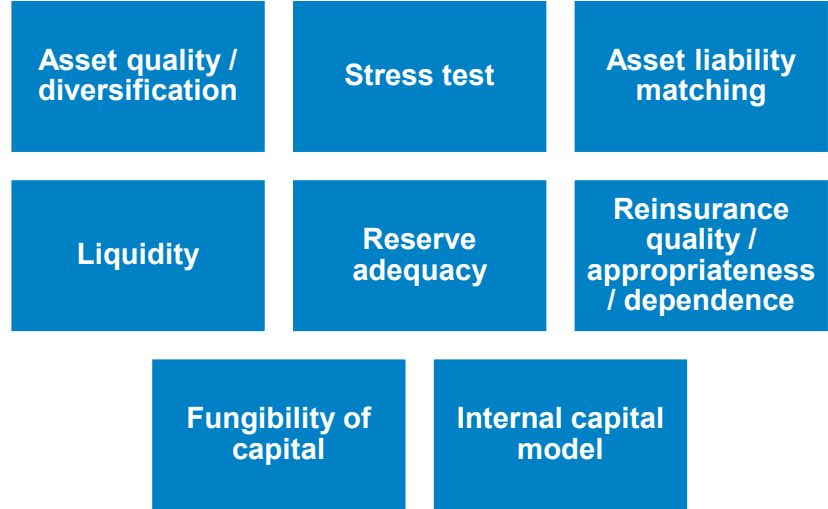 Asset quality /
diversification
Stress test
Asset liability
matching
Liquidity
Reserve
adequacy
Reinsurance
quality /
appropriateness
/ dependence
Fungibility of
capital
Internal capital
model